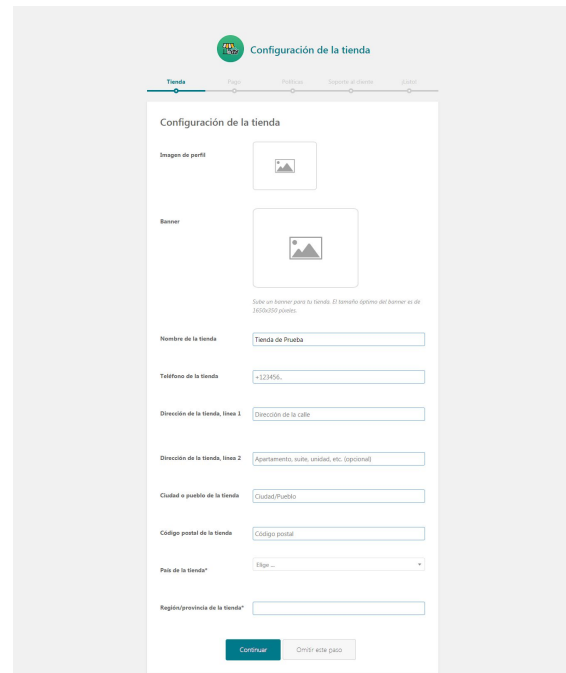 Configuración de la tienda
Tienda Pago Políticas Soporte al cliente ¡Listo!
Configuración de la tienda
Imagen de perfil
Banner
Sube un banner para tu tienda. El tamaño óptimo del banner es de
1650x350 píxeles.
Nombre de la tienda Tienda de Prueba
Teléfono de la tienda +123456..
Dirección de la tienda, línea 1 Dirección de la calle
Dirección de la tienda, línea 2 Apartamento, suite, unidad, etc. (opcional)
Ciudad o pueblo de la tienda Ciudad/Pueblo
Código postal de la tienda Código postal
País de la tienda* Elige ...
Región/provincia de la tienda*
Continuar Omitir este paso